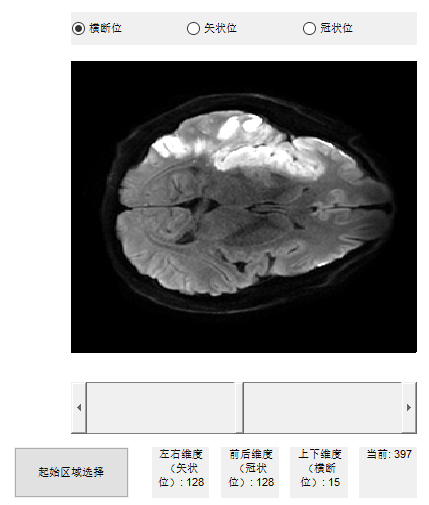 横断位
矢状位
冠状位
起始区域选择
左右维度
（矢状
位）: 128
前后维度
（冠状
位）: 128
上下维度
（横断
位）: 15
当前: 397